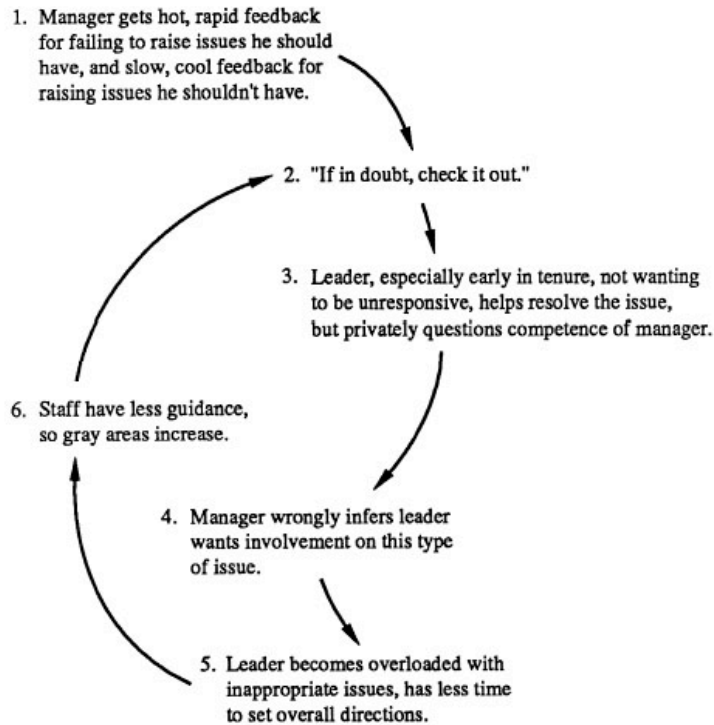 1. Manager gets hot, rapid feedback
for failing to raise issues he should
have, and slow, cool feedback for
raising issues he shouldn't have.
2. "If in doubt, check it out."
3. Leader, especially early in tenure, not wanting
to be unresponsive, helps resolve the issue,
but privately questions competence of manager.
6. Staff have less guidance,
so gray areas increase.
4. Manager wrongly infers leader
wants involvement on this type
of issue.
5. Leader becomes overloaded with
inappropriate issues, has less time
to set overall directions.